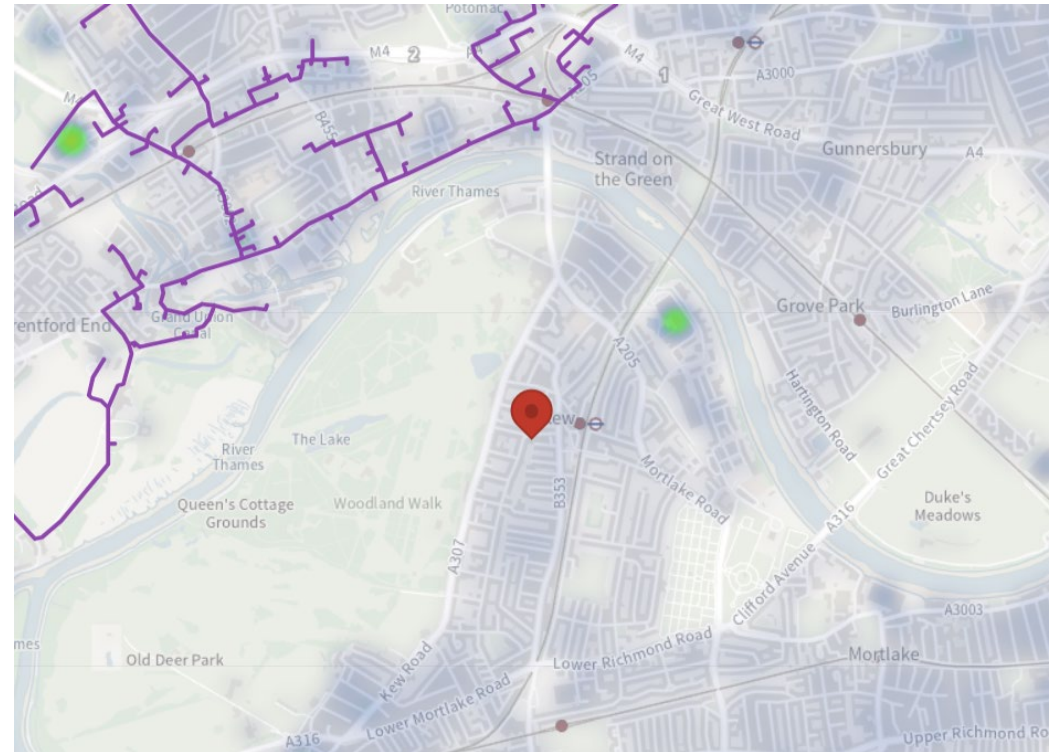 Potomac
M4
2
A4
M4
1
A205
A3000
Great West Road
B455
Gunnersbury
A4
Strand on
the Green
River Thames
Grove Park
Burlington Lane
rentford End
Grand Union
Canal
A205
Hartington Road
Great Chertsey Road
ew
The Lake
River
Thames
Mortlake Road
Queen's Cottage
Grounds
Woodland Walk
B353
Duke's
Meadows
A316
A307
Clifford Avenue
A3003
mes
Old Deer Park
Lower Richmond Road
Mortlake
Kew Road
Lower Mortlake Road
A316
Upper Richmond Ro